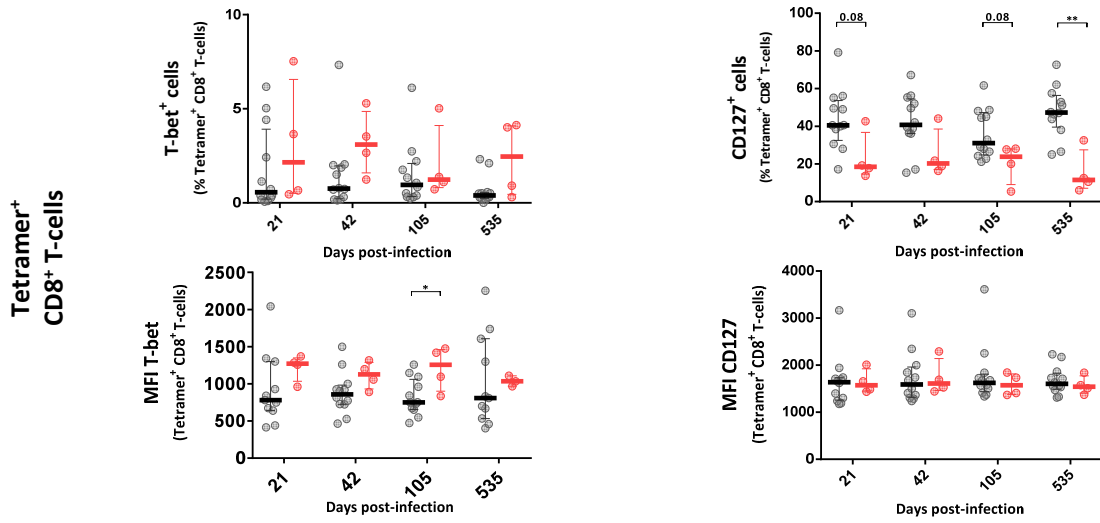 Tetramer⁺
CD8⁺ T-cells
T-bet⁺ cells
(% Tetramer⁺ CD8⁺ T-cells)
10
5
0
21
42
105
535
Days post-infection
CD127⁺ cells
(% Tetramer⁺ CD8⁺ T-cells)
100
80
60
40
20
0
0.08
0.08
**
21
42
105
535
Days post-infection
MFI T-bet
(Tetramer⁺ CD8⁺ T-cells)
2500
2000
1500
1000
500
0
*
21
42
105
535
Days post-infection
MFI CD127
(Tetramer⁺ CD8⁺ T-cells)
4000
3000
2000
1000
0
21
42
105
535
Days post-infection